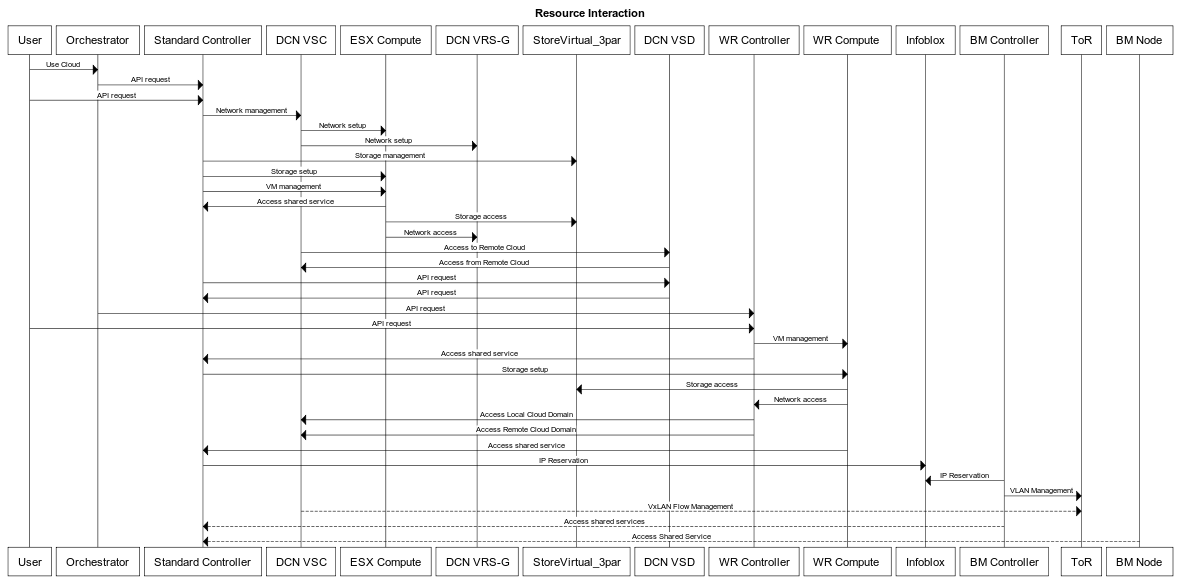 Resource Interaction
User Orchestrator Standard Controller DCN VSC ESX Compute DCN VRS-G StoreVirtual_3par DCN VSD WR Controller WR Compute Infoblox BM Controller ToR BM Node
Use Cloud
API request
API request
Network management
Network setup
Network setup
Storage management
Storage setup
VM management
Access shared service
Storage access
Network access
Access to Remote Cloud
Access from Remote Cloud
API request
API request
API request
API request
VM management
Access shared service
Storage setup
Storage access
Network access
Access Local Cloud Domain
Access Remote Cloud Domain
Access shared service
IP Reservation
IP Reservation
VLAN Management
VxLAN Flow Management
Access shared services
Access Shared Service
User Orchestrator Standard Controller DCN VSC ESX Compute DCN VRS-G StoreVirtual_3par DCN VSD WR Controller WR Compute Infoblox BM Controller ToR BM Node